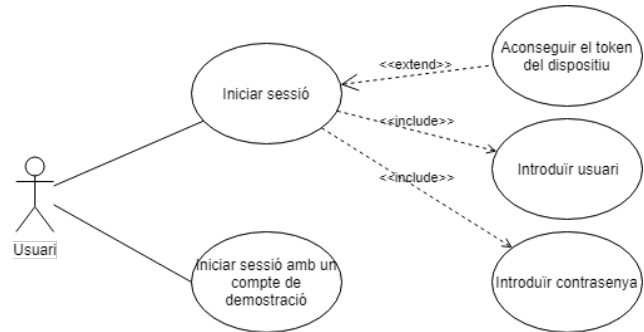 Aconseguir el token
del dispositiu
<<extend>>
Iniciar sessió
<<include>>
Introduïr usuari
<<include>>
Usuari
Iniciar sessió amb un
compte de
demostració
Introduïr contrasenya